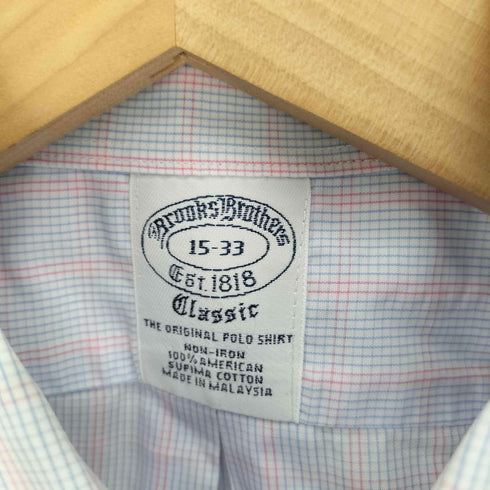 Brooks Brothers
15-33
Est. 1818
Classic
THE ORIGINAL POLO SHIRT
NON-IRON
100% AMERICAN
SUPIMA COTTON
MADE IN MALAYSIA